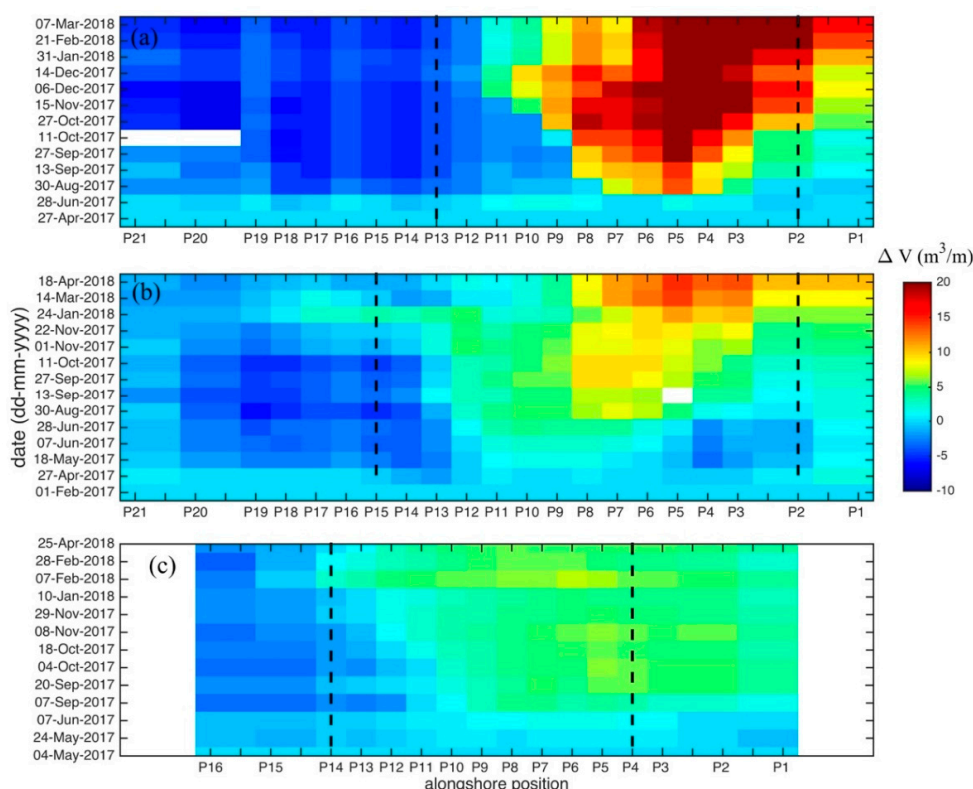 (a)
07-Mar-2018
21-Feb-2018
31-Jan-2018
14-Dec-2017
06-Dec-2017
15-Nov-2017
27-Oct-2017
11-Oct-2017
27-Sep-2017
13-Sep-2017
30-Aug-2017
28-Jun-2017
27-Apr-2017
P21 P20 P19 P18 P17 P16 P15 P14 P13 P12 P11 P10 P9 P8 P7 P6 P5 P4 P3 P2 P1
(b)
18-Apr-2018
14-Mar-2018
24-Jan-2018
22-Nov-2017
01-Nov-2017
11-Oct-2017
27-Sep-2017
13-Sep-2017
30-Aug-2017
28-Jun-2017
07-Jun-2017
18-May-2017
27-Apr-2017
01-Feb-2017
P21 P20 P19 P18 P17 P16 P15 P14 P13 P12 P11 P10 P9 P8 P7 P6 P5 P4 P3 P2 P1
date (dd-mm-yyyy)
Δ V (m³/m)
20
15
10
5
0
-5
-10
(c)
25-Apr-2018
28-Feb-2018
07-Feb-2018
10-Jan-2018
29-Nov-2017
08-Nov-2017
18-Oct-2017
04-Oct-2017
20-Sep-2017
07-Sep-2017
07-Jun-2017
24-May-2017
04-May-2017
P16 P15 P14 P13 P12 P11 P10 P9 P8 P7 P6 P5 P4 P3 P2 P1
alongshore position